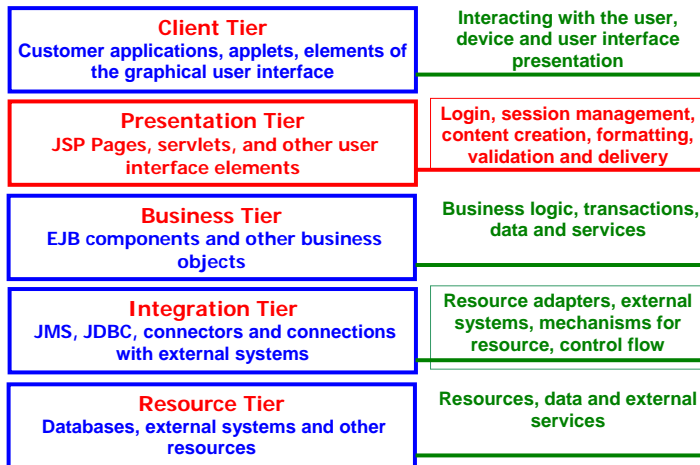 Client Tier
Customer applications, applets, elements of
the graphical user interface
Interacting with the user,
device and user interface
presentation
Presentation Tier
JSP Pages, servlets, and other user
interface elements
Login, session management,
content creation, formatting,
validation and delivery
Business Tier
EJB components and other business
objects
Business logic, transactions,
data and services
Integration Tier
JMS, JDBC, connectors and connections
with external systems
Resource adapters, external
systems, mechanisms for
resource, control flow
Resource Tier
Databases, external systems and other
resources
Resources, data and external
services